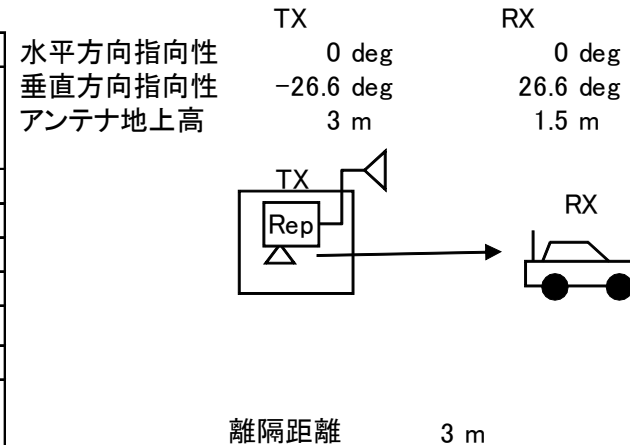 TX RX
水平方向指向性 0 deg 0 deg
垂直方向指向性 -26.6 deg 26.6 deg
アンテナ地上高 3 m 1.5 m
TX
RX
Rep
離隔距離 3 m